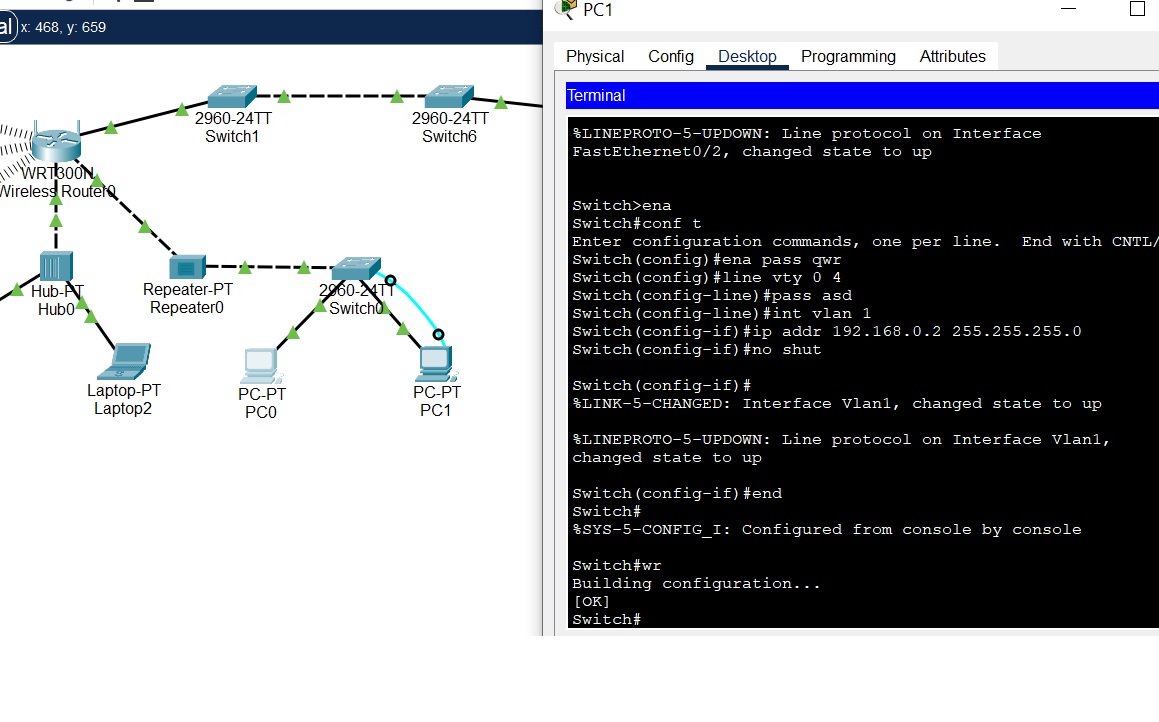 al x: 468, y: 659
2960-24TT
Switch1
2960-24TT
Switch6
WRT300N
Wireless Router0
Hub-PT
Hub0
Repeater-PT
Repeater0
2960-24TT
Switch0
Laptop-PT
Laptop2
PC-PT
PC0
PC-PT
PC1
PC1
Physical Config Desktop Programming Attributes
Terminal
%LINEPROTO-5-UPDOWN: Line protocol on Interface
FastEthernet0/2, changed state to up
Switch>ena
Switch#conf t
Enter configuration commands, one per line.  End with CNTL/
Switch(config)#ena pass qwr
Switch(config)#line vty 0 4
Switch(config-line)#pass asd
Switch(config-line)#int vlan 1
Switch(config-if)#ip addr 192.168.0.2 255.255.255.0
Switch(config-if)#no shut
Switch(config-if)#
%LINK-5-CHANGED: Interface Vlan1, changed state to up
%LINEPROTO-5-UPDOWN: Line protocol on Interface Vlan1,
changed state to up
Switch(config-if)#end
Switch#
%SYS-5-CONFIG_I: Configured from console by console
Switch#wr
Building configuration...
[OK]
Switch#